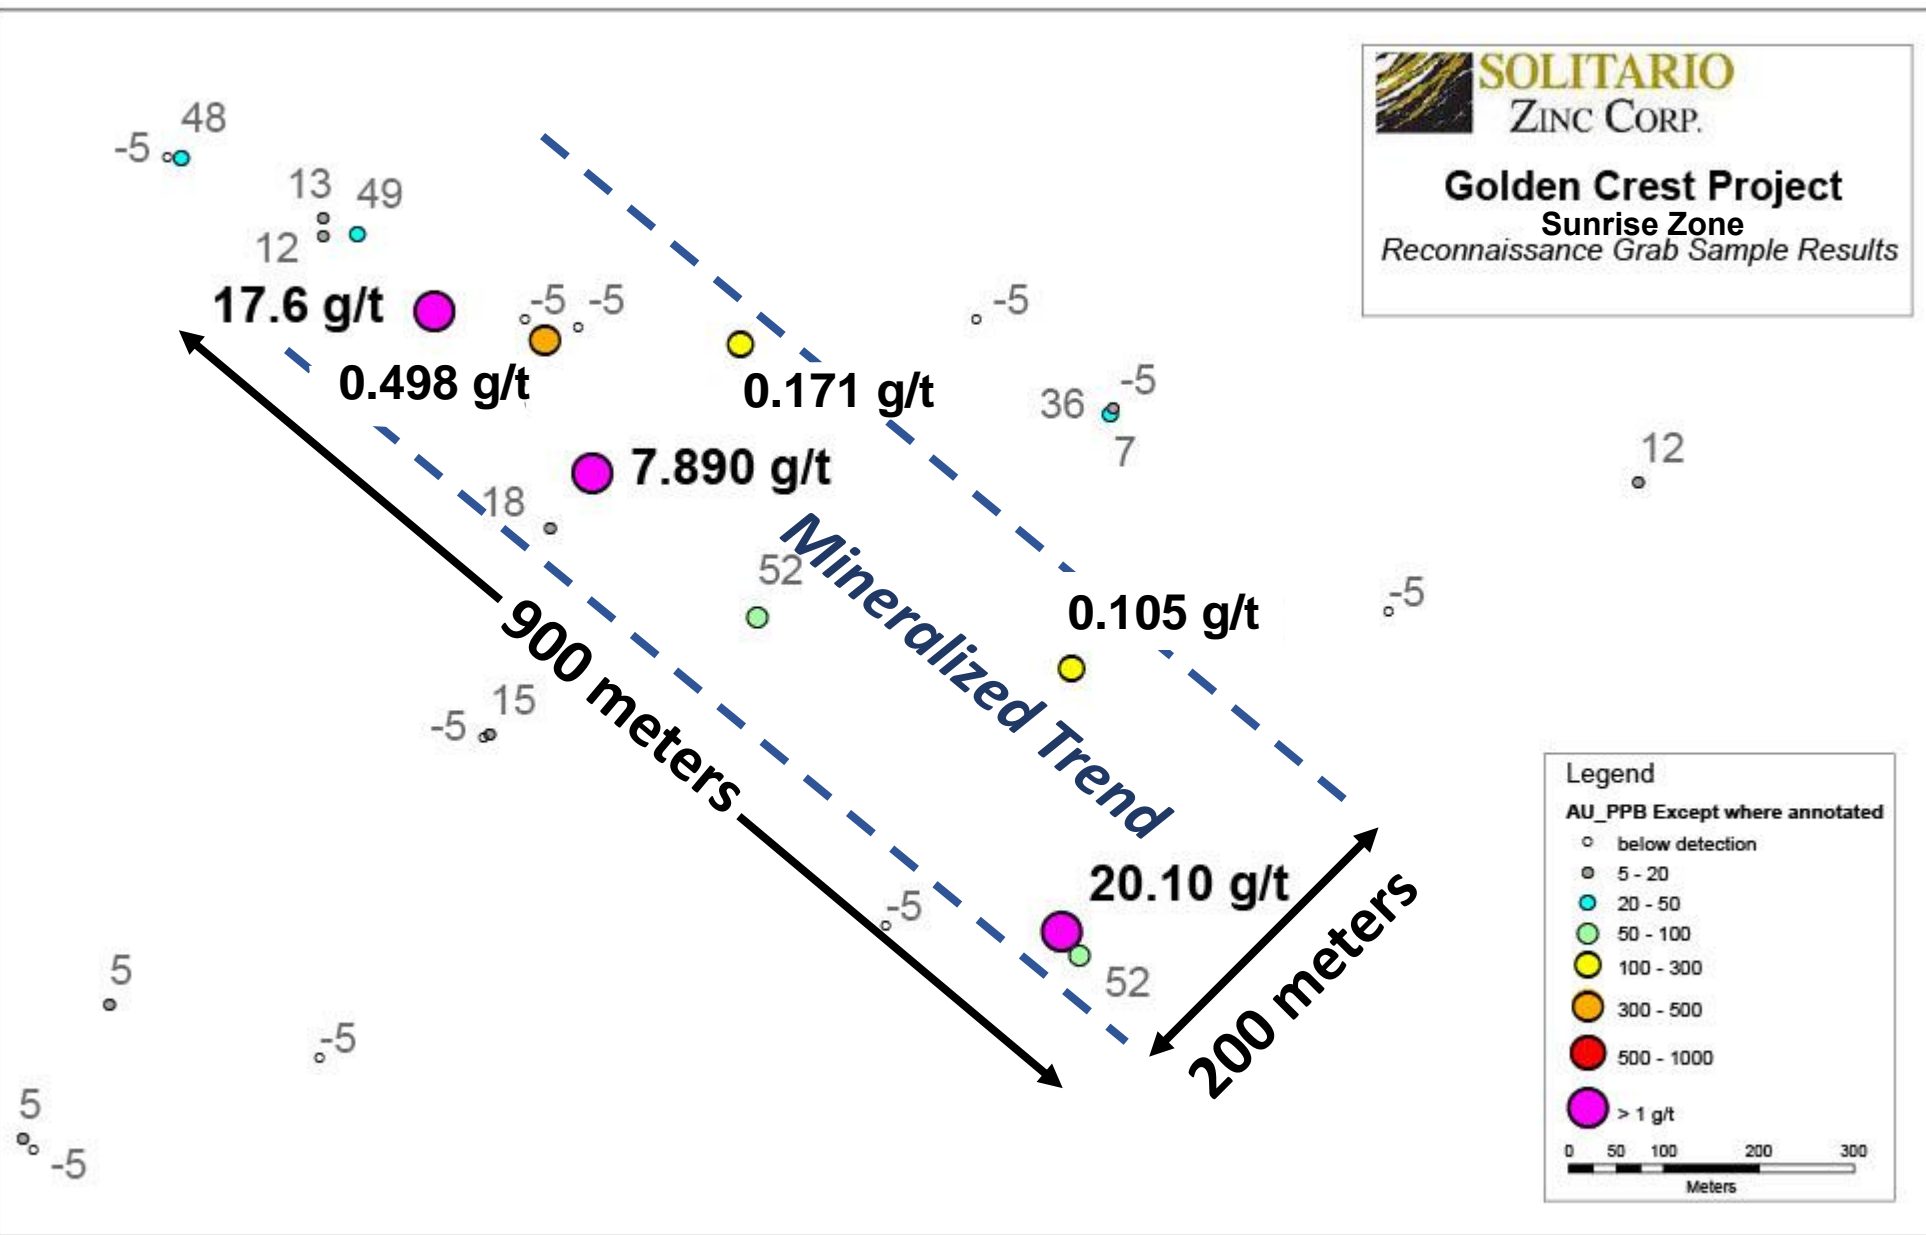 SOLITARIO
ZINC CORP.
Golden Crest Project
Sunrise Zone
Reconnaissance Grab Sample Results
48
-5
13
49
12
17.6 g/t
-5 -5
-5
0.498 g/t
0.171 g/t
-5
36
7
12
7.890 g/t
18
52
Mineralized Trend
-5
0.105 g/t
900 meters
15
-5
20.10 g/t
-5
52
200 meters
5
-5
5
-5
Legend
AU_PPB Except where annotated
below detection
5 - 20
20 - 50
50 - 100
100 - 300
300 - 500
500 - 1000
> 1 g/t
0 50 100 200 300
Meters